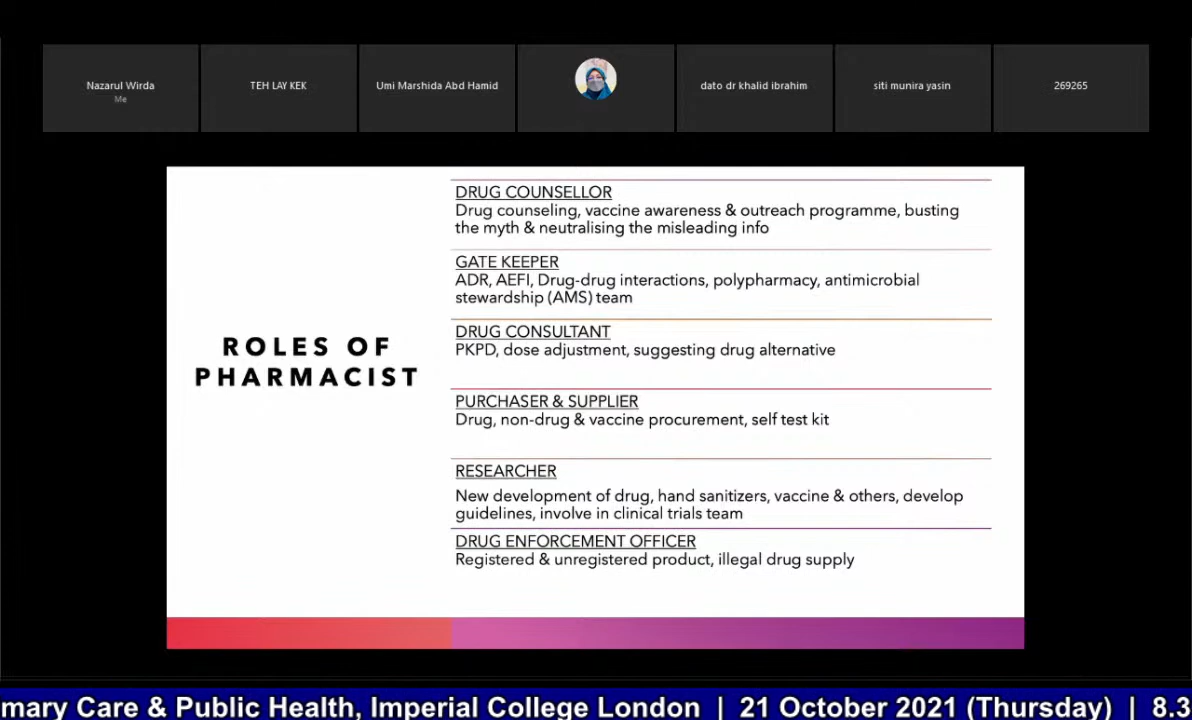 Nazarul Wirda
Me
TEH LAY KEK
Umi Marshida Abd Hamid
dato dr khalid ibrahim
siti munira yasin
269265
ROLES OF
PHARMACIST
DRUG COUNSELLOR
Drug counseling, vaccine awareness & outreach programme, busting
the myth & neutralising the misleading info
GATE KEEPER
ADR, AEFI, Drug-drug interactions, polypharmacy, antimicrobial
stewardship (AMS) team
DRUG CONSULTANT
PKPD, dose adjustment, suggesting drug alternative
PURCHASER & SUPPLIER
Drug, non-drug & vaccine procurement, self test kit
RESEARCHER
New development of drug, hand sanitizers, vaccine & others, develop
guidelines, involve in clinical trials team
DRUG ENFORCEMENT OFFICER
Registered & unregistered product, illegal drug supply
mary Care & Public Health, Imperial College London | 21 October 2021 (Thursday) | 8.3